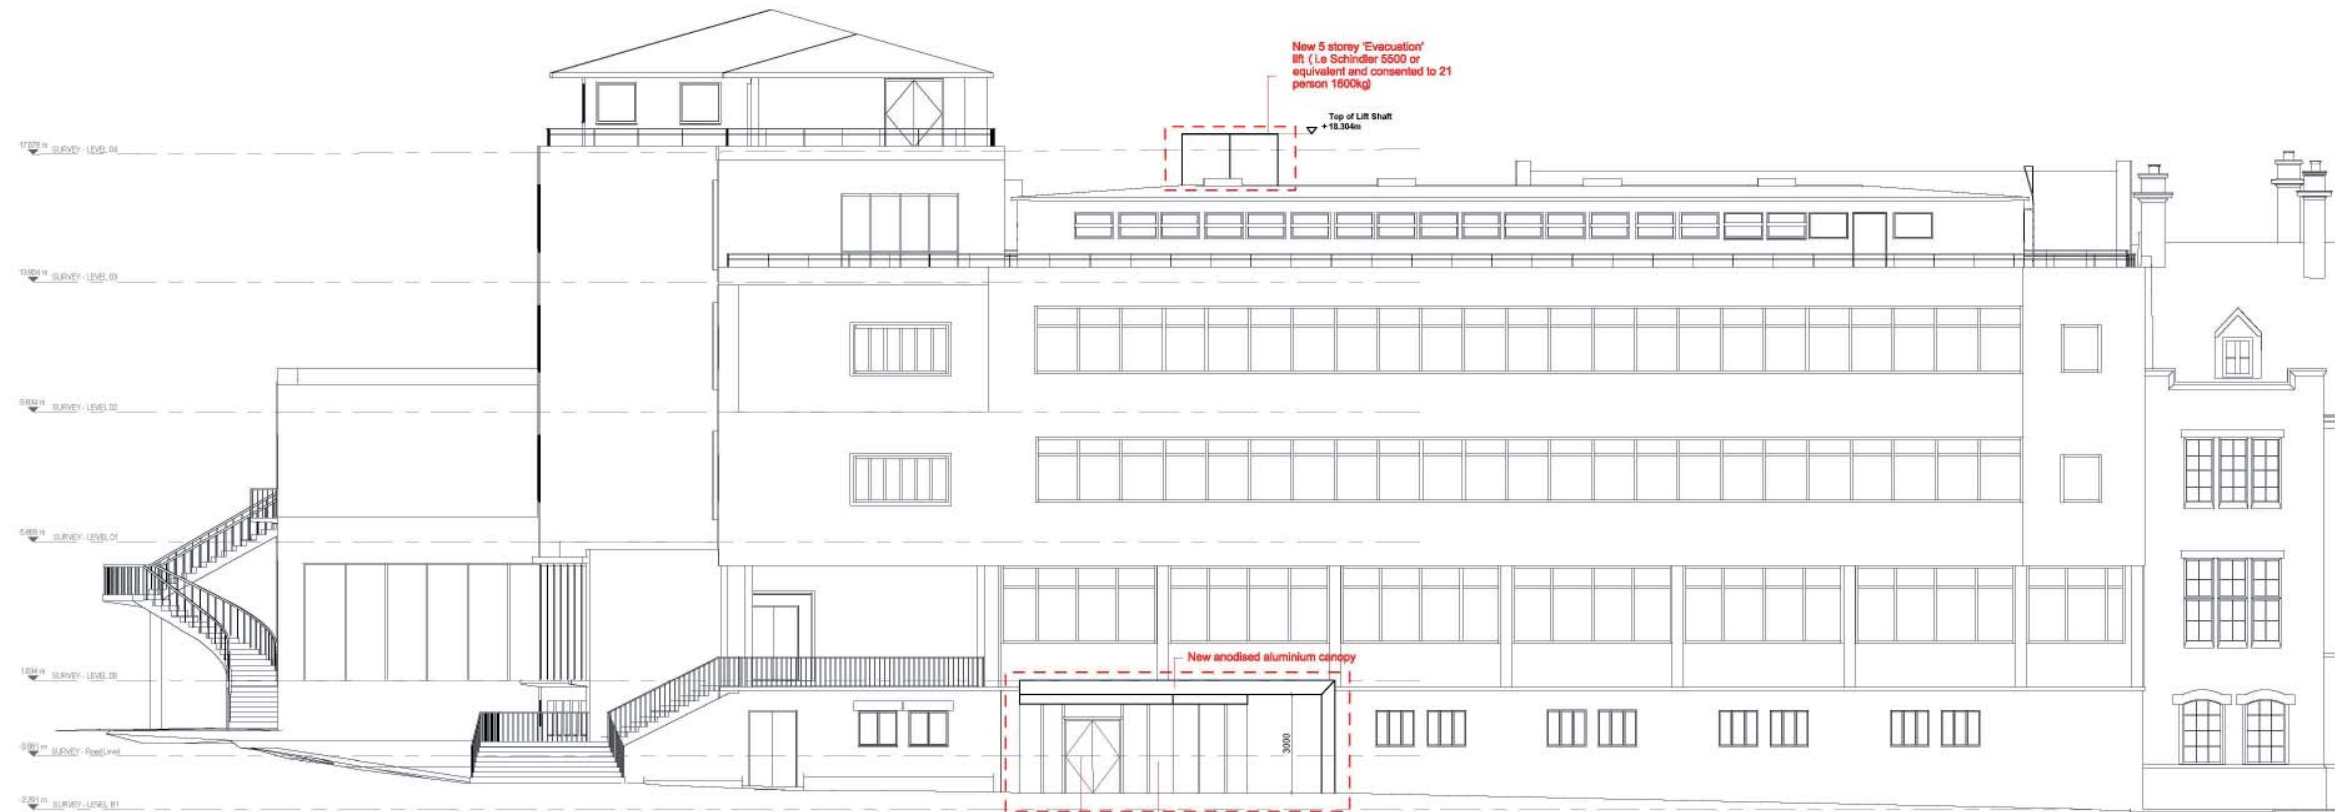 New 5 storey 'Evacuation'
lift ( i.e Schindler 5500 or
equivalent and consented to 21
person 1600kg)
Top of Lift Shaft
+ 18.304m
SURVEY - LEVEL 04
SURVEY - LEVEL 03
SURVEY - LEVEL 02
SURVEY - LEVEL 01
SURVEY - LEVEL 00
New anodised aluminium canopy
3000
SURVEY - Road Level
SURVEY - LEVEL B1